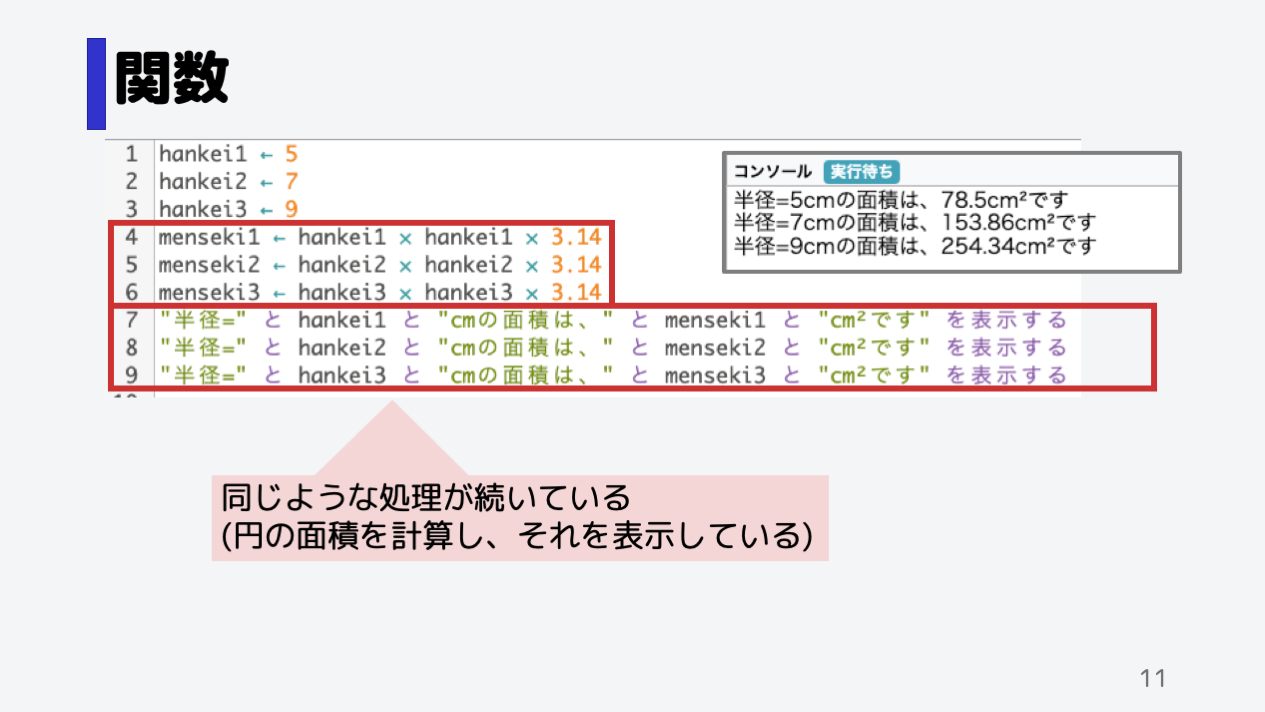 関数
1 hankei1 ← 5
2 hankei2 ← 7
3 hankei3 ← 9
4 menseki1 ← hankei1 × hankei1 × 3.14
5 menseki2 ← hankei2 × hankei2 × 3.14
6 menseki3 ← hankei3 × hankei3 × 3.14
7 "半径=" と hankei1 と "cmの面積は、" と menseki1 と "cm²です" を表示する
8 "半径=" と hankei2 と "cmの面積は、" と menseki2 と "cm²です" を表示する
9 "半径=" と hankei3 と "cmの面積は、" と menseki3 と "cm²です" を表示する
コンソール 実行待ち
半径=5cmの面積は、78.5cm²です
半径=7cmの面積は、153.86cm²です
半径=9cmの面積は、254.34cm²です
同じような処理が続いている
(円の面積を計算し、それを表示している)
11